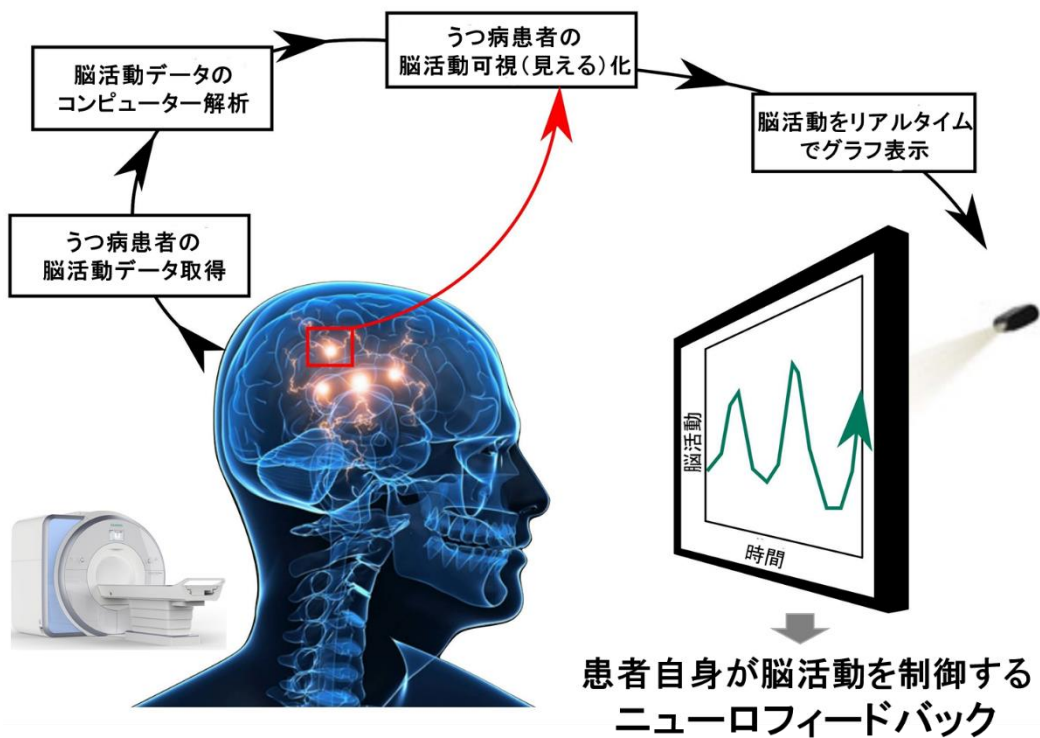 うつ病患者の
脳活動可視(見える)化
脳活動データの
コンピューター解析
脳活動をリアルタイム
でグラフ表示
うつ病患者の
脳活動データ取得
脳活動
時間
患者自身が脳活動を制御する
ニューロフィードバック